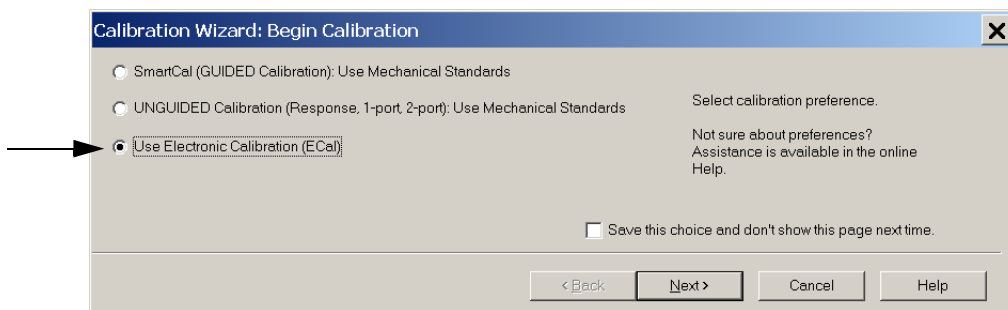 Calibration Wizard: Begin Calibration
SmartCal (GUIDED Calibration): Use Mechanical Standards
UNGUIDED Calibration (Response, 1-port, 2-port): Use Mechanical Standards
Use Electronic Calibration (ECal)
Select calibration preference.
Not sure about preferences?
Assistance is available in the online
Help.
Save this choice and don't show this page next time.
< Back
Next >
Cancel
Help